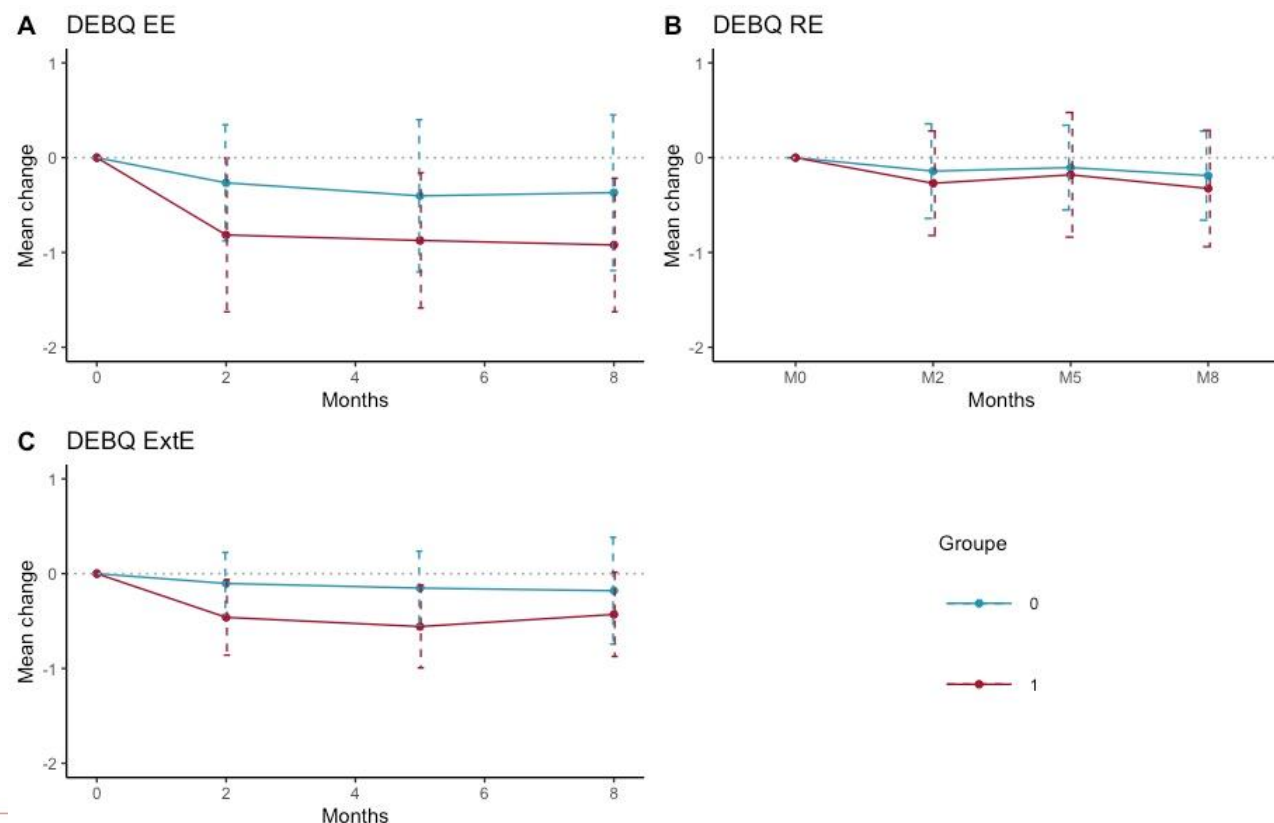 A DEBQ EE
1
0
-1
-2
Mean change
0 2 4 6 8
Months
B DEBQ RE
1
0
-1
-2
Mean change
M0 M2 M5 M8
Months
C DEBQ ExtE
1
0
-1
-2
Mean change
0 2 4 6 8
Months
Groupe
0
1